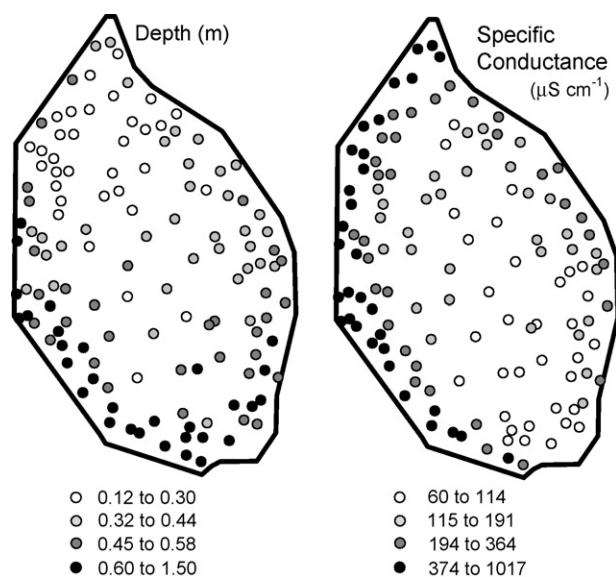 Depth (m)
0.12 to 0.30
0.32 to 0.44
0.45 to 0.58
0.60 to 1.50
Specific
Conductance
(μS cm⁻¹)
60 to 114
115 to 191
194 to 364
374 to 1017